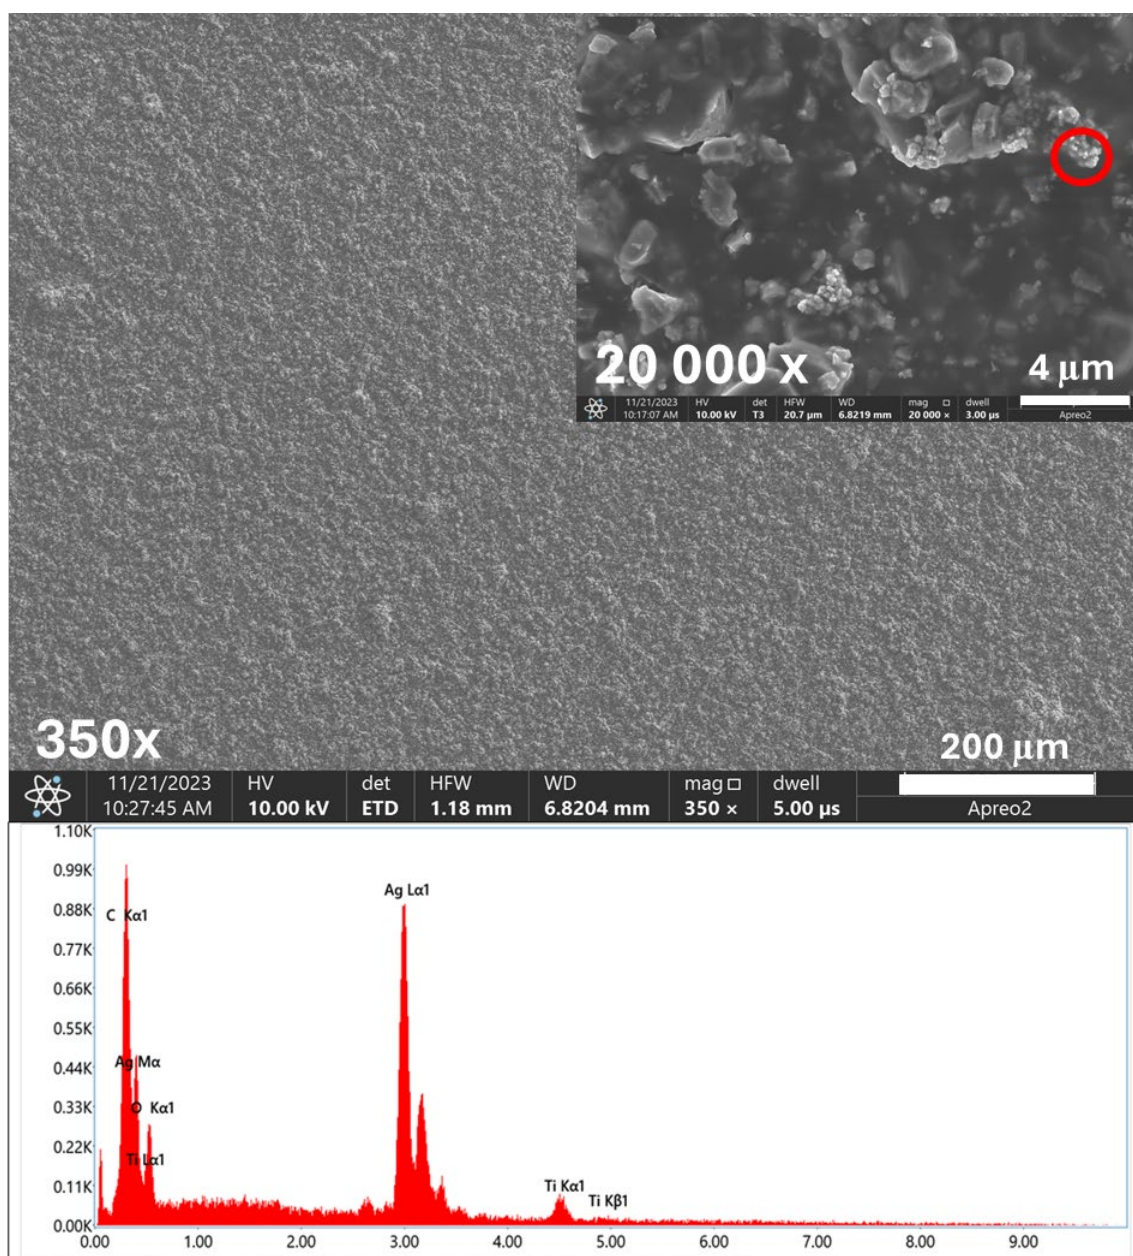 20 000 x
4 µm
11/21/2023 HV det HFW WD mag dwell
10:17:07 AM 10.00 kV T3 20.7 µm 6.8219 mm 20 000 × 3.00 µs Apreo2
350x
200 µm
11/21/2023 HV det HFW WD mag dwell
10:27:45 AM 10.00 kV ETD 1.18 mm 6.8204 mm 350 × 5.00 µs Apreo2
1.10K
0.99K
0.88K
0.77K
0.66K
0.55K
0.44K
0.33K
0.22K
0.11K
0.00K
C Kα1
Ag Mα
O Kα1
Ti Lα1
Ag Lα1
Ti Kα1
Ti Kβ1
0.00 1.00 2.00 3.00 4.00 5.00 6.00 7.00 8.00 9.00